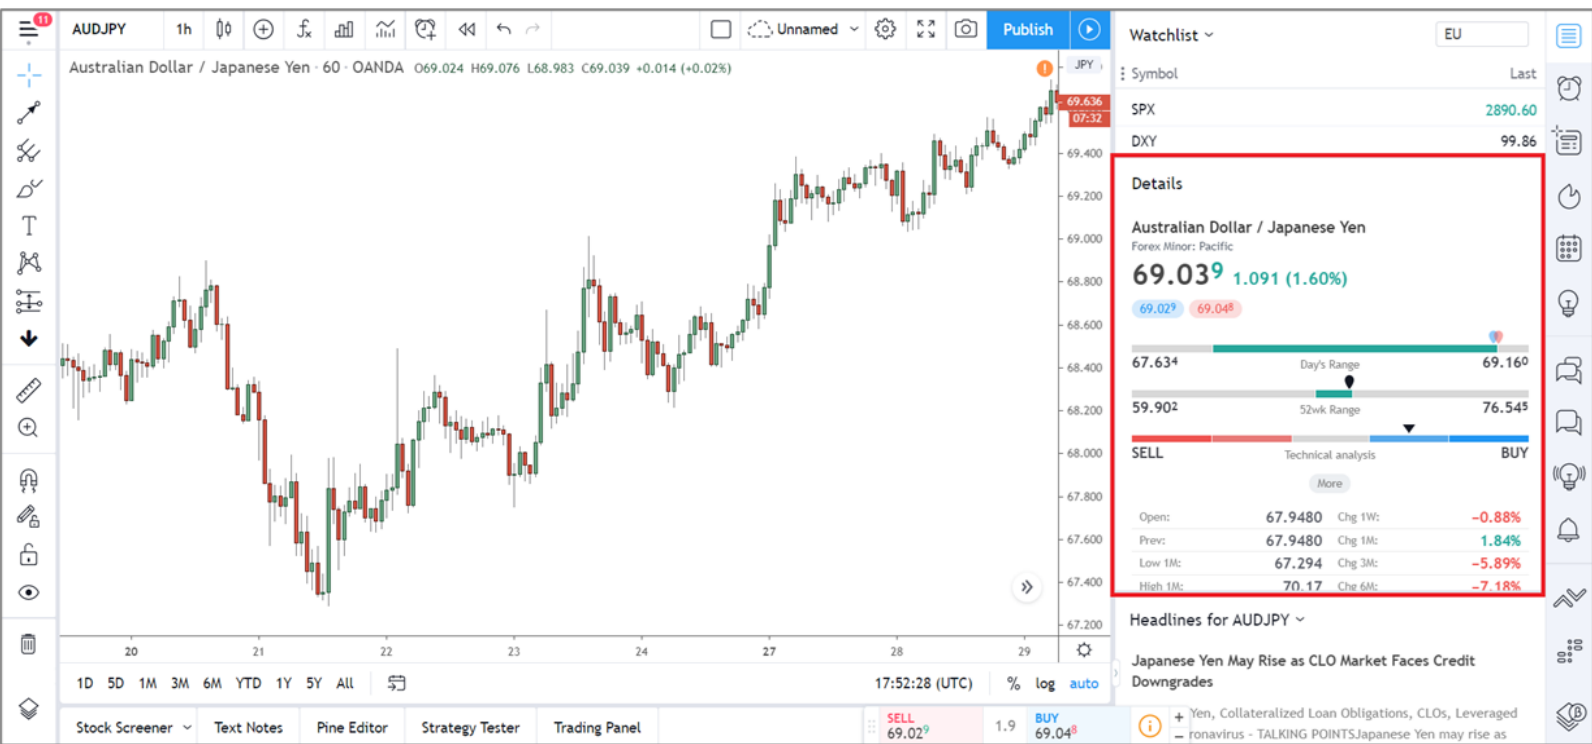 11
AUDJPY 1h Unnamed Publish
Australian Dollar / Japanese Yen · 60 · OANDA O69.024 H69.076 L68.983 C69.039 +0.014 (+0.02%)
JPY
69.636
07:32
69.400
69.200
69.000
68.800
68.600
68.400
68.200
68.000
67.800
67.600
67.400
67.200
20 21 22 23 24 27 28 29
1D 5D 1M 3M 6M YTD 1Y 5Y All 17:52:28 (UTC) % log auto
Stock Screener Text Notes Pine Editor Strategy Tester Trading Panel
SELL
69.029
1.9
BUY
69.048
Watchlist EU
Symbol Last
SPX 2890.60
DXY 99.86
Details
Australian Dollar / Japanese Yen
Forex Minor: Pacific
69.039 1.091 (1.60%)
69.029 69.048
67.634 Day's Range 69.160
59.902 52wk Range 76.545
SELL Technical analysis BUY
More
Open: 67.9480 Chg 1W: −0.88%
Prev: 67.9480 Chg 1M: 1.84%
Low 1M: 67.294 Chg 3M: −5.89%
High 1M: 70.17 Chg 6M: −7.18%
Headlines for AUDJPY
Japanese Yen May Rise as CLO Market Faces Credit
Downgrades
Yen, Collateralized Loan Obligations, CLOs, Leveraged
ronavirus - TALKING POINTSJapanese Yen may rise as